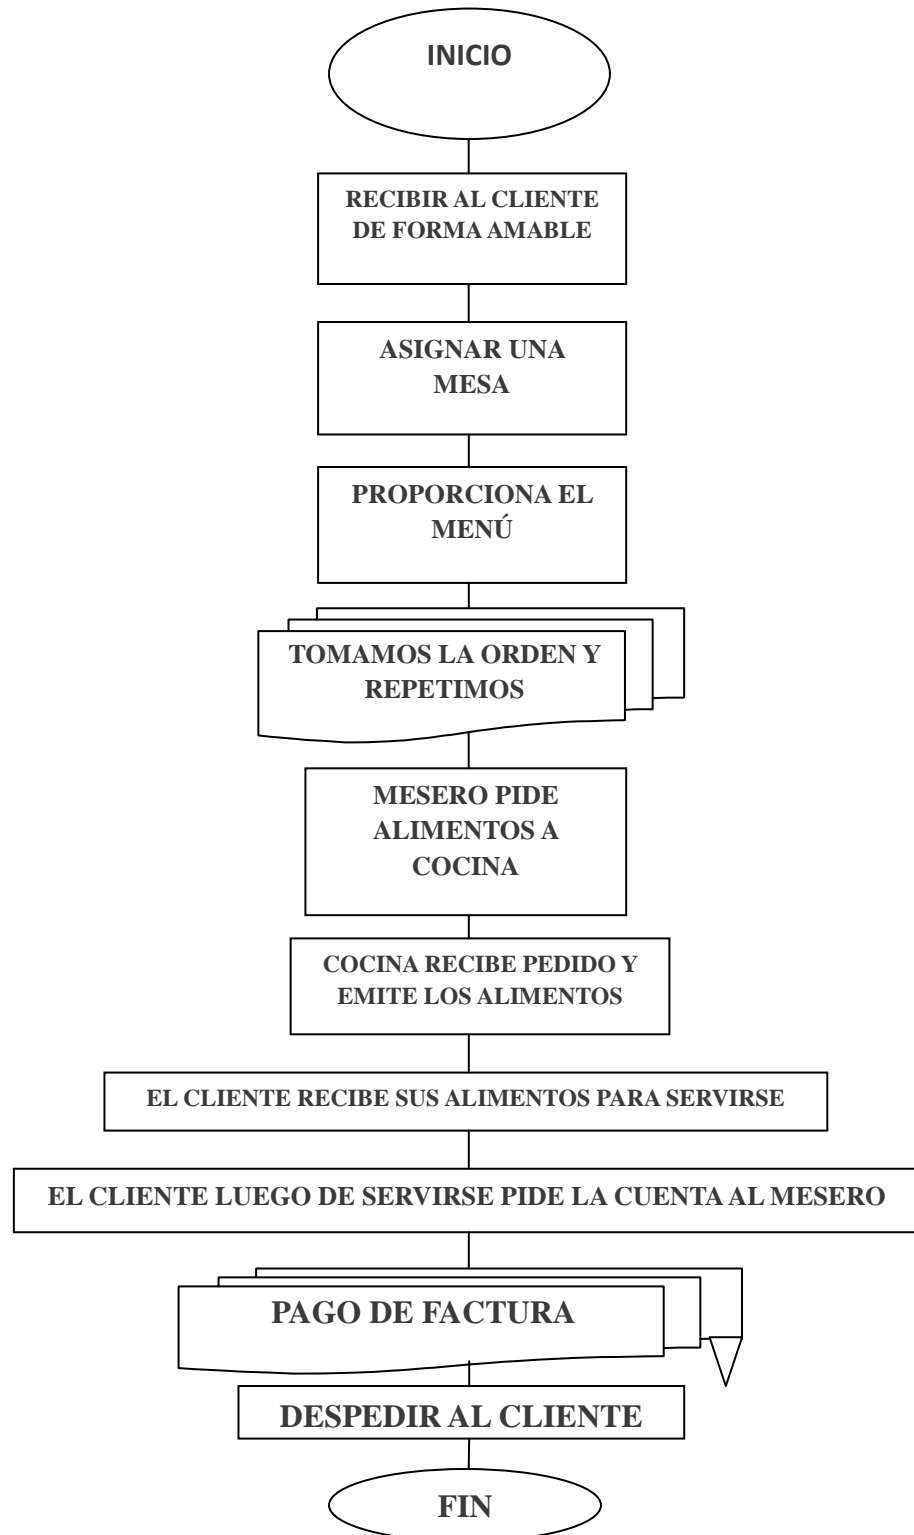 INICIO
RECIBIR AL CLIENTE
DE FORMA AMABLE
ASIGNAR UNA
MESA
PROPORCIONA EL
MENÚ
TOMAMOS LA ORDEN Y
REPETIMOS
MESERO PIDE
ALIMENTOS A
COCINA
COCINA RECIBE PEDIDO Y
EMITE LOS ALIMENTOS
EL CLIENTE RECIBE SUS ALIMENTOS PARA SERVIRSE
EL CLIENTE LUEGO DE SERVIRSE PIDE LA CUENTA AL MESERO
PAGO DE FACTURA
DESPEDIR AL CLIENTE
FIN